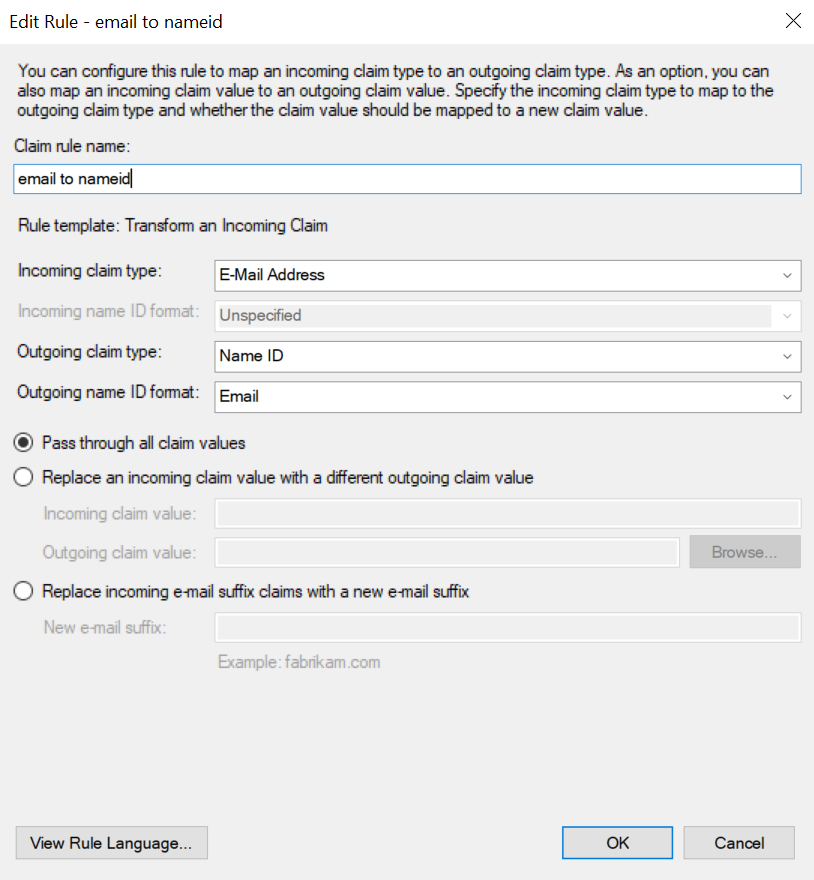 Edit Rule - email to nameid
You can configure this rule to map an incoming claim type to an outgoing claim type. As an option, you can
also map an incoming claim value to an outgoing claim value. Specify the incoming claim type to map to the
outgoing claim type and whether the claim value should be mapped to a new claim value.
Claim rule name:
email to nameid
Rule template: Transform an Incoming Claim
Incoming claim type: E-Mail Address
Incoming name ID format: Unspecified
Outgoing claim type: Name ID
Outgoing name ID format: Email
Pass through all claim values
Replace an incoming claim value with a different outgoing claim value
Incoming claim value:
Outgoing claim value: Browse...
Replace incoming e-mail suffix claims with a new e-mail suffix
New e-mail suffix:
Example: fabrikam.com
View Rule Language... OK Cancel